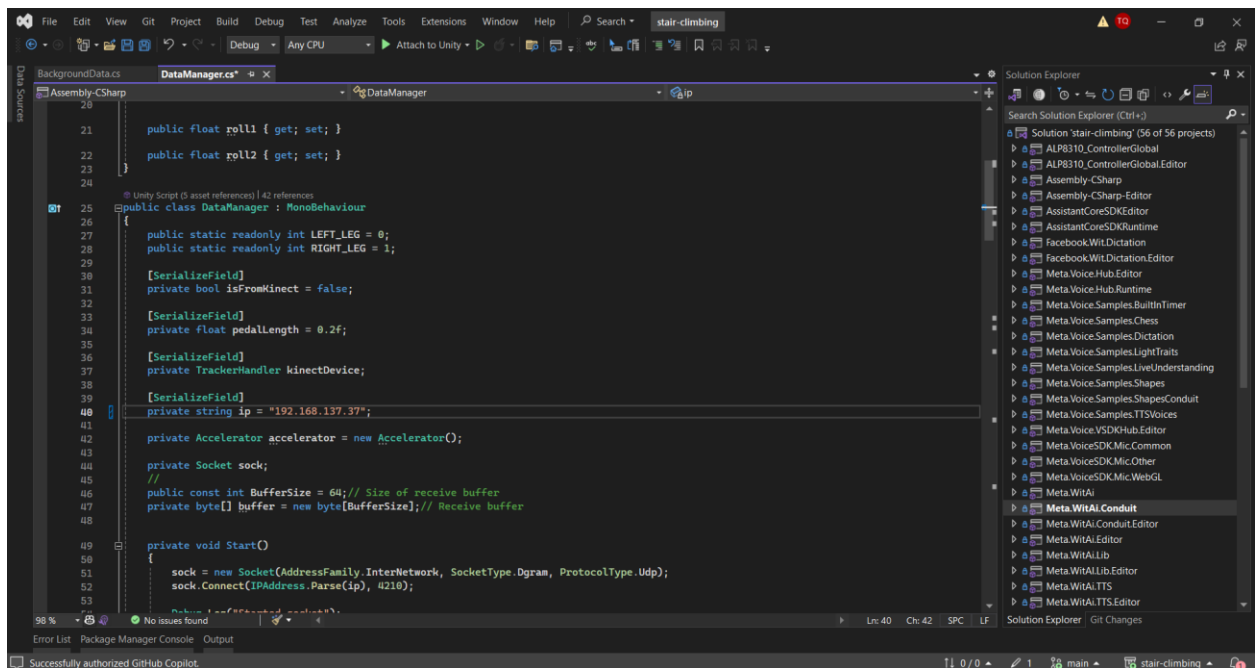 File Edit View Git Project Build Debug Test Analyze Tools Extensions Window Help Search stair-climbing TQ
Debug Any CPU Attach to Unity
Data Sources
BackgroundData.cs DataManager.cs*
Assembly-CSharp DataManager ip
20
21 public float roll1 { get; set; }
22 public float roll2 { get; set; }
23 }
24
Unity Script (5 asset references) | 42 references
25 public class DataManager : MonoBehaviour
26 {
27 public static readonly int LEFT_LEG = 0;
28 public static readonly int RIGHT_LEG = 1;
29
30 [SerializeField]
31 private bool isFromKinect = false;
32
33 [SerializeField]
34 private float pedalLength = 0.2f;
35
36 [SerializeField]
37 private TrackerHandler kinectDevice;
38
39 [SerializeField]
40 private string ip = "192.168.137.37";
41
42 private Accelerator accelerator = new Accelerator();
43
44 private Socket sock;
45 //
46 public const int BufferSize = 64;// Size of receive buffer
47 private byte[] buffer = new byte[BufferSize];// Receive buffer
48
49 private void Start()
50 {
51 sock = new Socket(AddressFamily.InterNetwork, SocketType.Dgram, ProtocolType.Udp);
52 sock.Connect(IPAddress.Parse(ip), 4210);
53
98 % No issues found Ln: 40 Ch: 42 SPC LF
Error List Package Manager Console Output
Successfully authorized GitHub Copilot. 0 / 0 1 main stair-climbing
Solution Explorer
Search Solution Explorer (Ctrl+;)
Solution 'stair-climbing' (56 of 56 projects)
ALP8310_ControllerGlobal
ALP8310_ControllerGlobal.Editor
Assembly-CSharp
Assembly-CSharp-Editor
AssistantCoreSDKEditor
AssistantCoreSDKRuntime
Facebook.Wit.Dictation
Facebook.Wit.Dictation.Editor
Meta.Voice.Hub.Editor
Meta.Voice.Hub.Runtime
Meta.Voice.Samples.BuiltInTimer
Meta.Voice.Samples.Chess
Meta.Voice.Samples.Dictation
Meta.Voice.Samples.LightTraits
Meta.Voice.Samples.LiveUnderstanding
Meta.Voice.Samples.Shapes
Meta.Voice.Samples.ShapesConduit
Meta.Voice.Samples.TTSVoices
Meta.Voice.VSDKHub.Editor
Meta.VoiceSDK.Mic.Common
Meta.VoiceSDK.Mic.Other
Meta.VoiceSDK.Mic.WebGL
Meta.WitAi
Meta.WitAi.Conduit
Meta.WitAi.Conduit.Editor
Meta.WitAi.Editor
Meta.WitAi.Lib
Meta.WitAI.Lib.Editor
Meta.WitAi.TTS
Meta.WitAi.TTS.Editor
Solution Explorer Git Changes